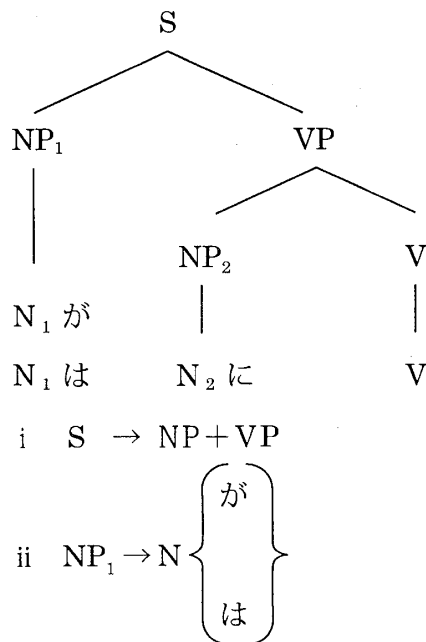 S
NP₁ VP
NP₂ V
N₁ が
N₁ は N₂ に V
i S → NP+VP
ii NP₁ → N { が は }